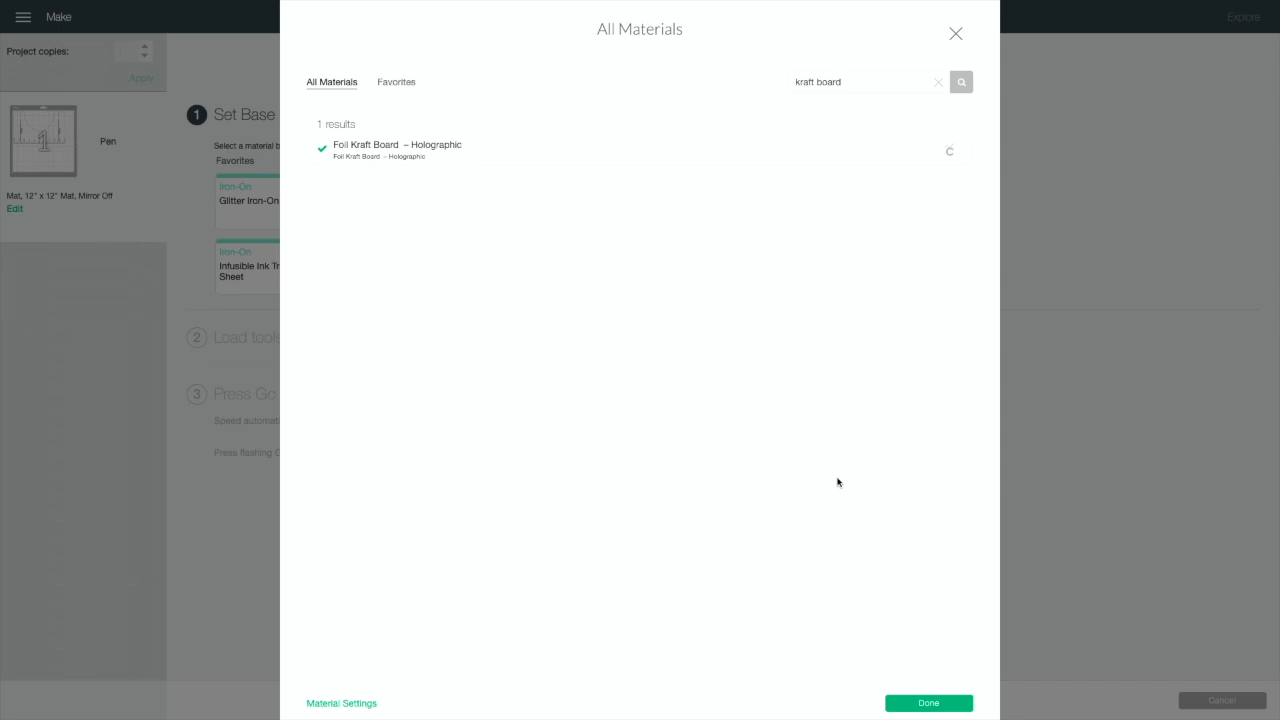 Make
Explore
Project copies:
Apply
1
Pen
Mat, 12" x 12" Mat, Mirror Off
Edit
1 Set Base
Select a material b
Favorites
Iron-On
Glitter Iron-On
Iron-On
Infusible Ink Tr
Sheet
2 Load tools
3 Press Go
Speed automati
Press flashing G
All Materials
All Materials Favorites
kraft board
1 results
Foil Kraft Board – Holographic
Foil Kraft Board – Holographic
Material Settings
Done
Cancel